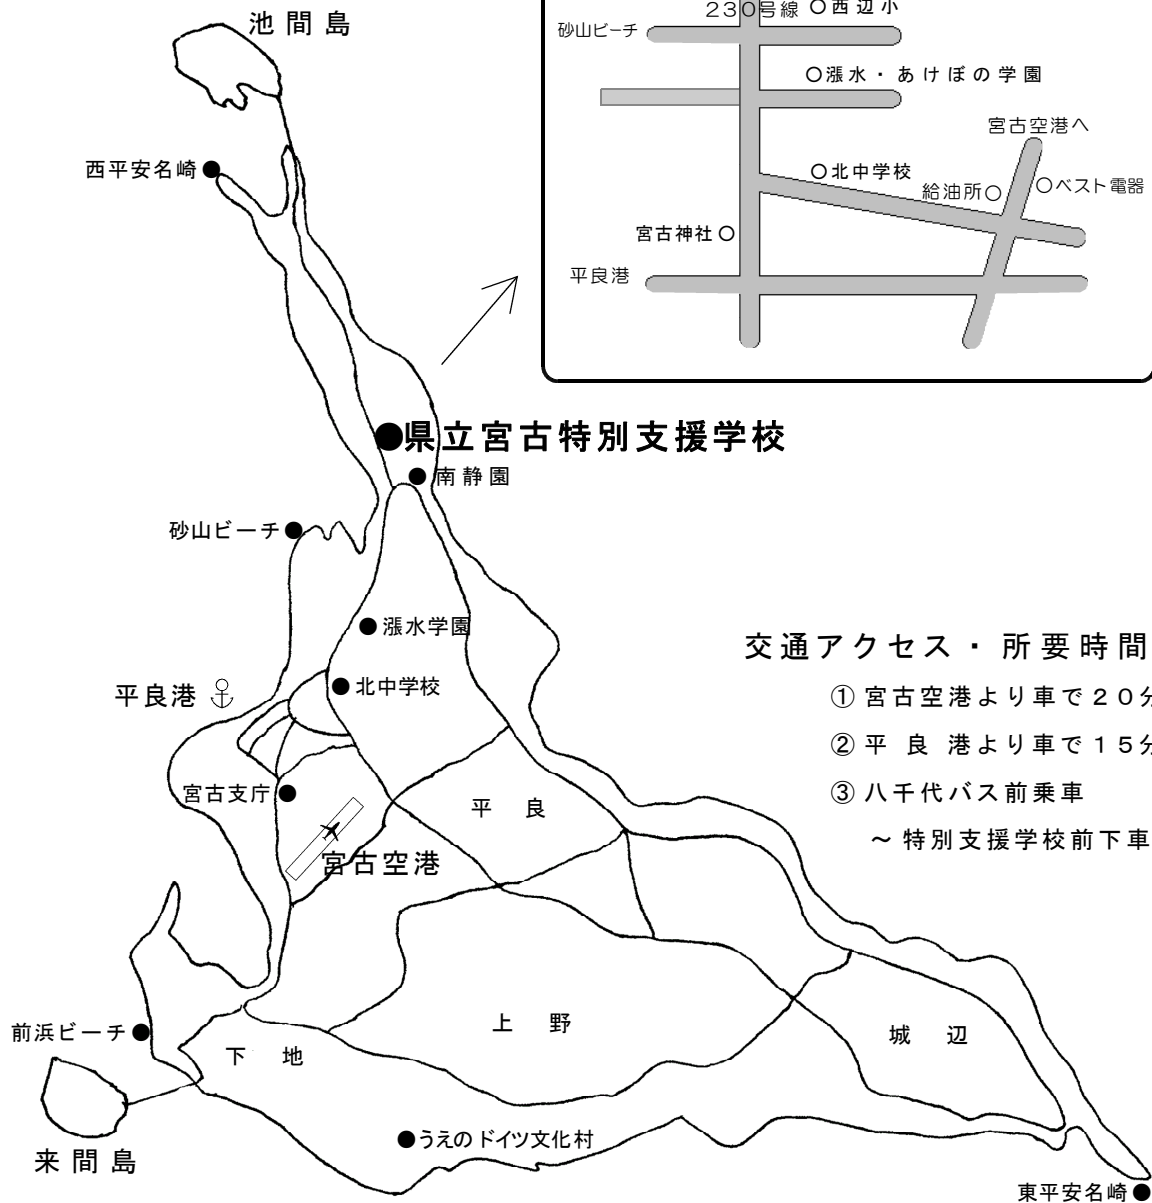 池間島
230号線 ○西辺小
砂山ビーチ
○漲水・あけぼの学園
宮古空港へ
西平安名崎
○北中学校
給油所○
○ベスト電器
宮古神社○
平良港
●県立宮古特別支援学校
●南静園
砂山ビーチ●
●漲水学園
交通アクセス・所要時間
●北中学校
平良港
①宮古空港より車で20分
②平良港より車で15分
宮古支庁●
③八千代バス前乗車
平良
～特別支援学校前下車
宮古空港
前浜ビーチ●
上野
城辺
下地
●うえのドイツ文化村
来間島
東平安名崎●